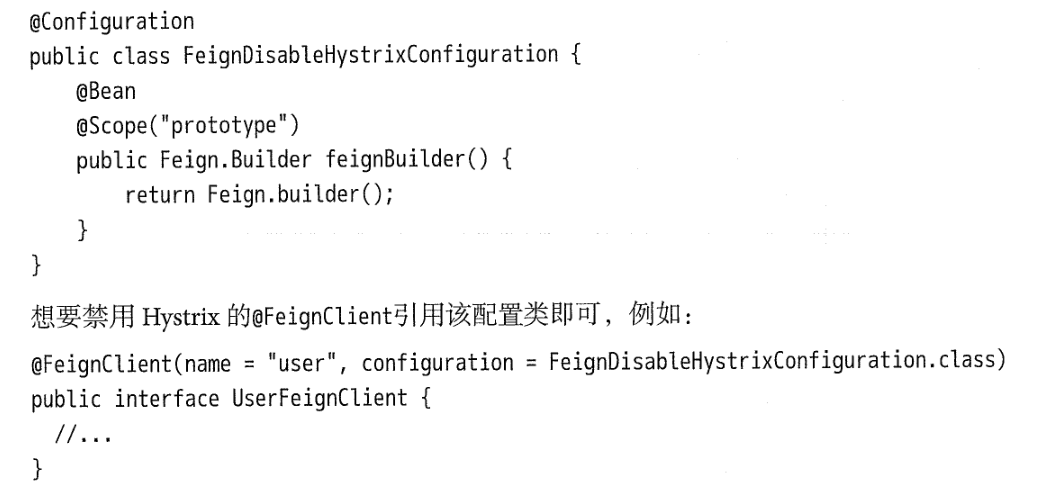 @Configuration
public class FeignDisableHystrixConfiguration {
    @Bean
    @Scope("prototype")
    public Feign.Builder feignBuilder() {
        return Feign.builder();
    }
}
想要禁用 Hystrix 的@FeignClient引用该配置类即可，例如：
@FeignClient(name = "user", configuration = FeignDisableHystrixConfiguration.class)
public interface UserFeignClient {
  //...
}